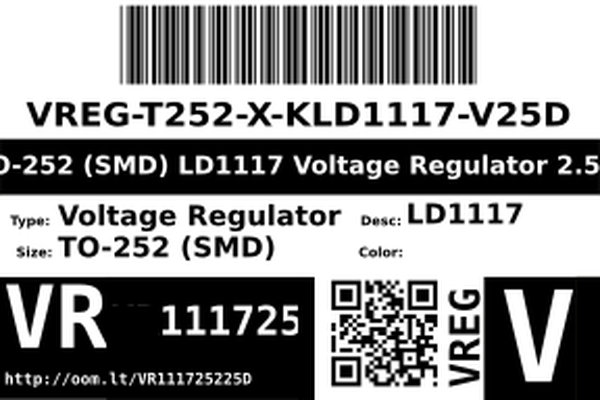 VREG-T252-X-KLD1117-V25D
O-252 (SMD) LD1117 Voltage Regulator 2.5
Type: Voltage Regulator Desc: LD1117
Size: TO-252 (SMD) Color:
VR 111725
http://oom.lt/VR111725225D
VREG
V